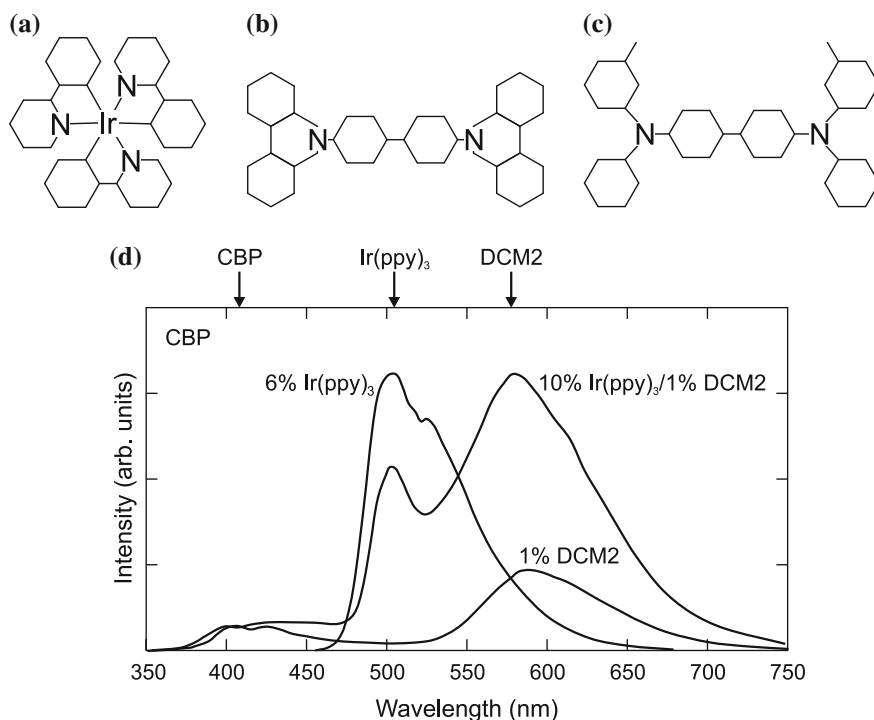 (a)
(b)
(c)
N
N
Ir
N
N
N
N
N
(d)
CBP
Ir(ppy)₃
DCM2
CBP
6% Ir(ppy)₃
10% Ir(ppy)₃/1% DCM2
1% DCM2
Intensity (arb. units)
350 400 450 500 550 600 650 700 750
Wavelength (nm)